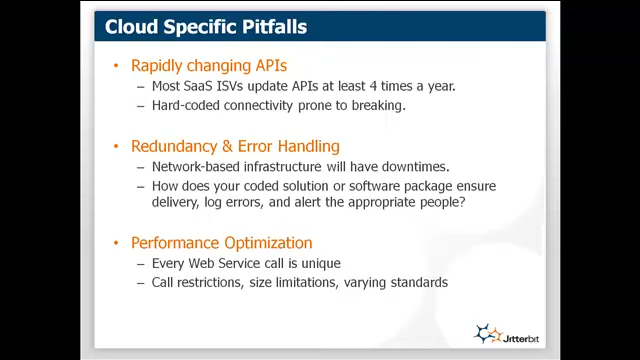 Cloud Specific Pitfalls
• Rapidly changing APIs
– Most SaaS ISVs update APIs at least 4 times a year.
– Hard-coded connectivity prone to breaking.
• Redundancy & Error Handling
– Network-based infrastructure will have downtimes.
– How does your coded solution or software package ensure
delivery, log errors, and alert the appropriate people?
• Performance Optimization
– Every Web Service call is unique
– Call restrictions, size limitations, varying standards
Jitterbit